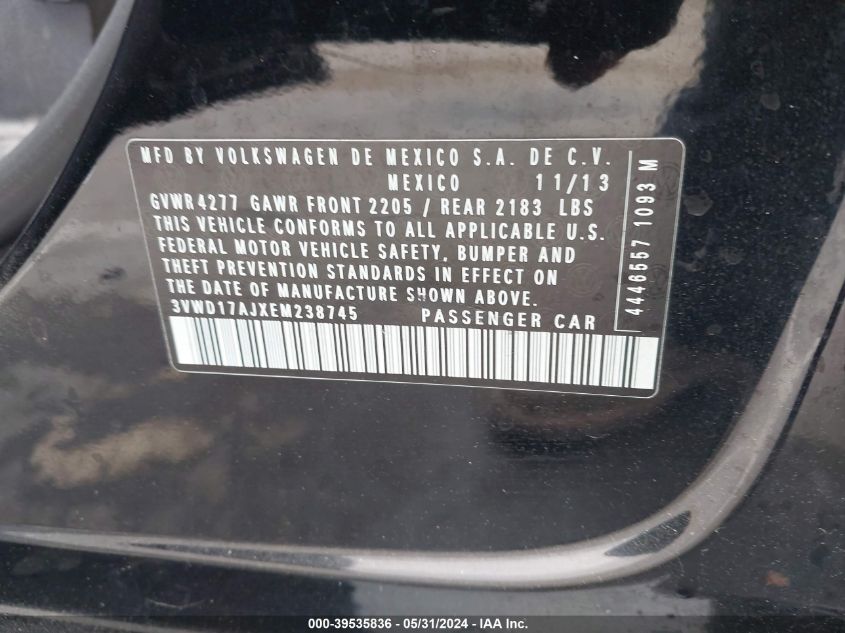 MFD BY VOLKSWAGEN DE MEXICO S.A. DE C.V.
MEXICO 11/13
GVWR 4277 GAWR FRONT 2205 / REAR 2183 LBS
THIS VEHICLE CONFORMS TO ALL APPLICABLE U.S.
FEDERAL MOTOR VEHICLE SAFETY, BUMPER AND
THEFT PREVENTION STANDARDS IN EFFECT ON
THE DATE OF MANUFACTURE SHOWN ABOVE.
3VWD17AJXEM238745 PASSENGER CAR
4446557 1093 M
000-39535836 - 05/31/2024 - IAA Inc.